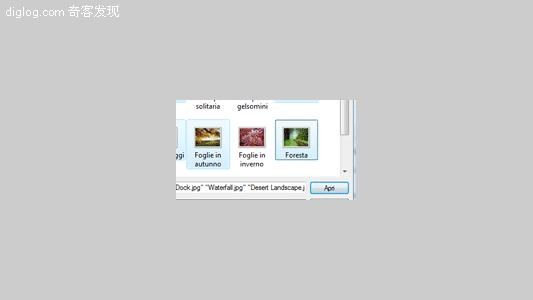 diglog.com 奇客发现
solitaria
gelsomini
ggi
Foglie in
autunno
Foglie in
inverno
Foresta
Dock.jpg" "Waterfall.jpg" "Desert Landscape.j
Apri